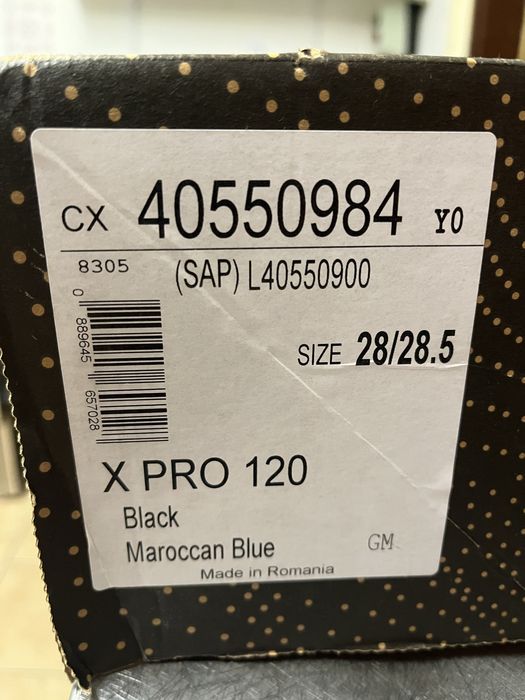 CX 40550984 Y0
8305 (SAP) L40550900
0 889645 657028
SIZE 28/28.5
X PRO 120
Black
Maroccan Blue GM
Made in Romania